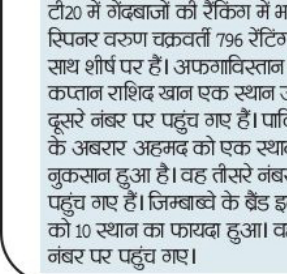 टी20 में गेंदबाजों की रैंकिंग में
स्पिनर वरुण चक्रवर्ती 796 रेटिंग
साथ शीर्ष पर हैं। अफगानिस्तान
कप्तान राशिद खान एक स्थान
दूसरे नंबर पर पहुंच गए हैं।
के अबरार अहमद को एक स्थान
नुकसान हुआ है। वह तीसरे नंबर
पहुंच गए हैं। जिम्बाब्वे के ब्रैड
को 10 स्थान का फायदा हुआ।
नंबर पर पहुंच गए।